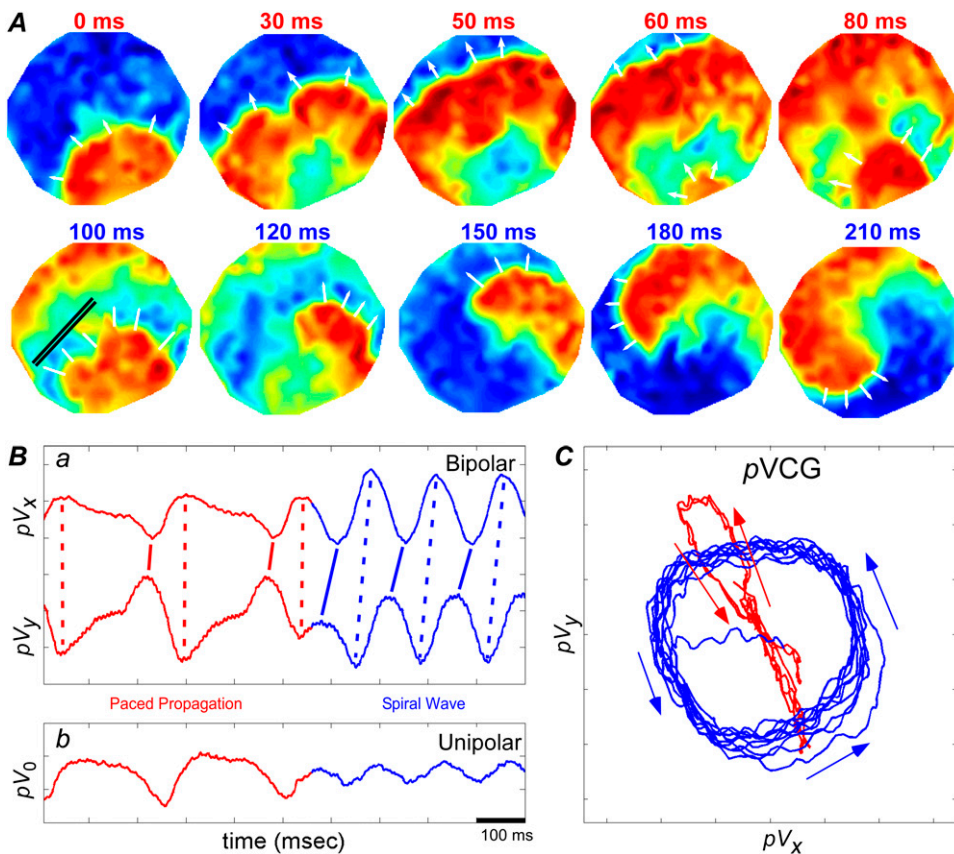 A
0 ms 30 ms 50 ms 60 ms 80 ms
100 ms 120 ms 150 ms 180 ms 210 ms
B
a
Bipolar
pVx
pVy
Paced Propagation
Spiral Wave
b
Unipolar
pV0
time (msec)
100 ms
C
pVCG
pVy
pVx